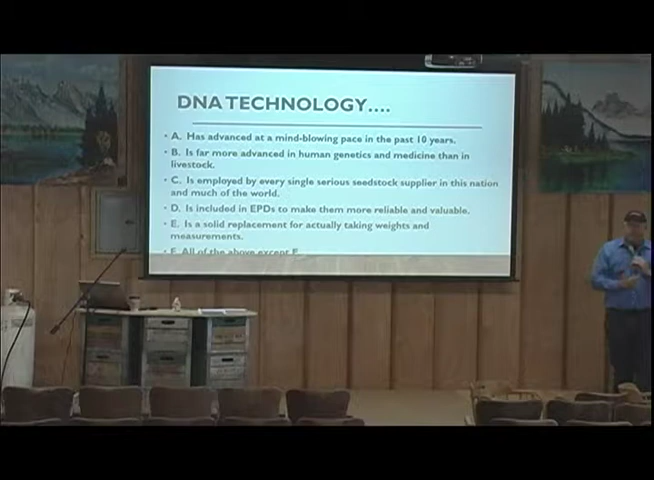 DNA TECHNOLOGY....
• A. Has advanced at a mind-blowing pace in the past 10 years.
• B. Is far more advanced in human genetics and medicine than in
livestock.
• C. Is employed by every single serious seedstock supplier in this nation
and much of the world.
• D. Is included in EPDs to make them more reliable and valuable.
• E. Is a solid replacement for actually taking weights and
measurements.
• F. All of the above except E